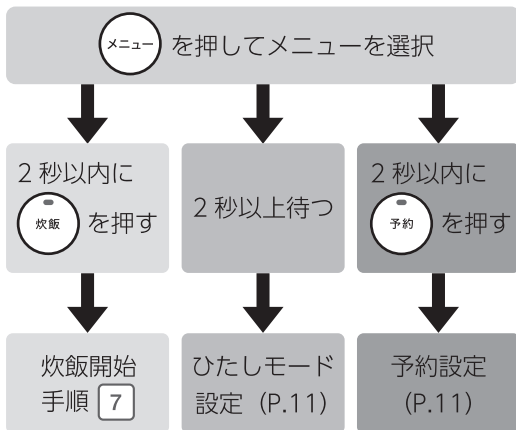 メニュー を押してメニューを選択
2秒以内に
炊飯 を押す
2秒以上待つ
2秒以内に
予約 を押す
炊飯開始
手順 7
ひたしモード
設定（P.11）
予約設定
（P.11）